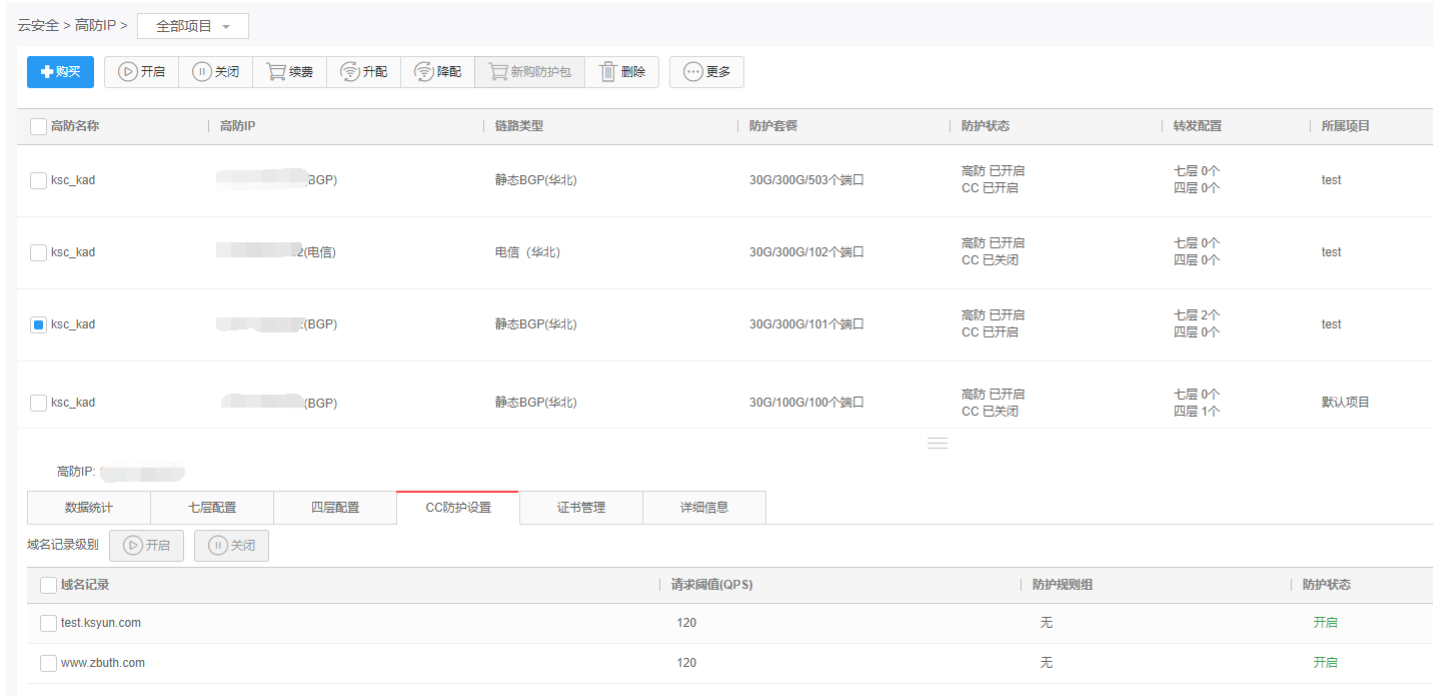 云安全 > 高防IP > 全部项目
购买 开启 关闭 续费 升配 降配 新购防护包 删除 更多
高防名称 高防IP 链路类型 防护套餐 防护状态 转发配置 所属项目
ksc_kad (BGP) 静态BGP(华北) 30G/300G/503个端口 高防 已开启 七层 0个 test
CC 已开启 四层 0个
ksc_kad 2(电信) 电信（华北） 30G/300G/102个端口 高防 已开启 七层 0个 test
CC 已关闭 四层 0个
ksc_kad (BGP) 静态BGP(华北) 30G/300G/101个端口 高防 已开启 七层 2个 test
CC 已开启 四层 0个
ksc_kad (BGP) 静态BGP(华北) 30G/100G/100个端口 高防 已开启 七层 0个 默认项目
CC 已关闭 四层 1个
高防IP:
数据统计 七层配置 四层配置 CC防护设置 证书管理 详细信息
域名记录级别 开启 关闭
域名记录 请求阈值(QPS) 防护规则组 防护状态
test.ksyun.com 120 无 开启
www.zbuth.com 120 无 开启